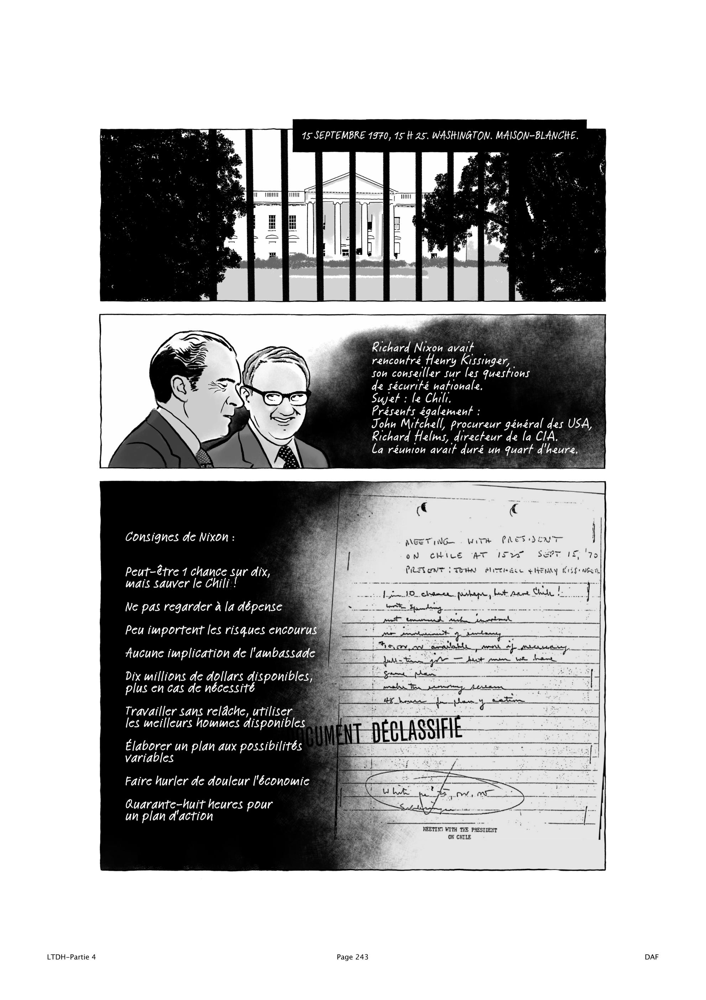 15 SEPTEMBRE 1970, 15 H 25. WASHINGTON. MAISON-BLANCHE.
Richard Nixon avait
rencontré Henry Kissinger,
son conseiller sur les questions
de sécurité nationale.
Sujet : le Chili.
Présents également :
John Mitchell, procureur général des USA,
Richard Helms, directeur de la CIA.
La réunion avait duré un quart d'heure.
Consignes de Nixon :
Peut-être 1 chance sur dix,
mais sauver le Chili !
Ne pas regarder à la dépense
Peu importent les risques encourus
Aucune implication de l'ambassade
Dix millions de dollars disponibles,
plus en cas de nécessité
Travailler sans relâche, utiliser
les meilleurs hommes disponibles
Élaborer un plan aux possibilités
variables
Faire hurler de douleur l'économie
Quarante-huit heures pour
un plan d'action
MEETING WITH PRESIDENT
ON CHILE AT 1525 SEPT 15, '70
PRESENT : JOHN MITCHELL + HENRY KISSINGER
1 in 10 chance perhaps, but save Chile !
worth spending
not concerned risks involved
no involvement of embassy
$10,000,000 available, more if necessary
full-time job — best men we have
game plan
make the economy scream
48 hours for plan of action
DOCUMENT DÉCLASSIFIÉ
MEETING WITH THE PRESIDENT
ON CHILE
LTDH-Partie 4
Page 243
DAF